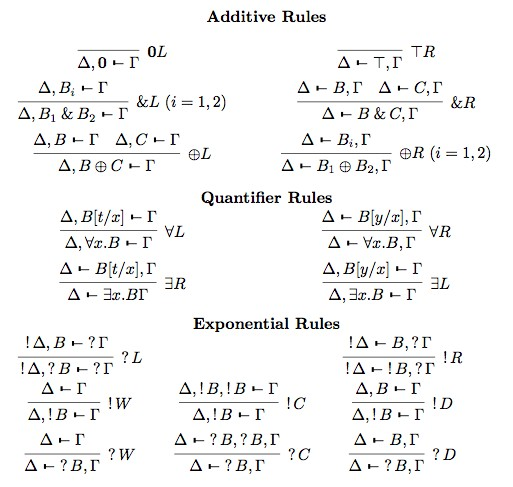 Additive Rules
Δ, 0 ⊢ Γ 0L
Δ ⊢ ⊤, Γ ⊤R
Δ, B_i ⊢ Γ
Δ, B_1 & B_2 ⊢ Γ &L (i = 1, 2)
Δ ⊢ B, Γ Δ ⊢ C, Γ
Δ ⊢ B & C, Γ &R
Δ, B ⊢ Γ Δ, C ⊢ Γ
Δ, B ⊕ C ⊢ Γ ⊕L
Δ ⊢ B_i, Γ
Δ ⊢ B_1 ⊕ B_2, Γ ⊕R (i = 1, 2)
Quantifier Rules
Δ, B[t/x] ⊢ Γ
Δ, ∀x.B ⊢ Γ ∀L
Δ ⊢ B[y/x], Γ
Δ ⊢ ∀x.B, Γ ∀R
Δ ⊢ B[t/x], Γ
Δ ⊢ ∃x.BΓ ∃R
Δ, B[y/x] ⊢ Γ
Δ, ∃x.B ⊢ Γ ∃L
Exponential Rules
! Δ, B ⊢ ? Γ
! Δ, ? B ⊢ ? Γ ? L
! Δ ⊢ B, ? Γ
! Δ ⊢ ! B, ? Γ ! R
Δ ⊢ Γ
Δ, ! B ⊢ Γ ! W
Δ, ! B, ! B ⊢ Γ
Δ, ! B ⊢ Γ ! C
Δ, B ⊢ Γ
Δ, ! B ⊢ Γ ! D
Δ ⊢ Γ
Δ ⊢ ? B, Γ ? W
Δ ⊢ ? B, ? B, Γ
Δ ⊢ ? B, Γ ? C
Δ ⊢ B, Γ
Δ ⊢ ? B, Γ ? D